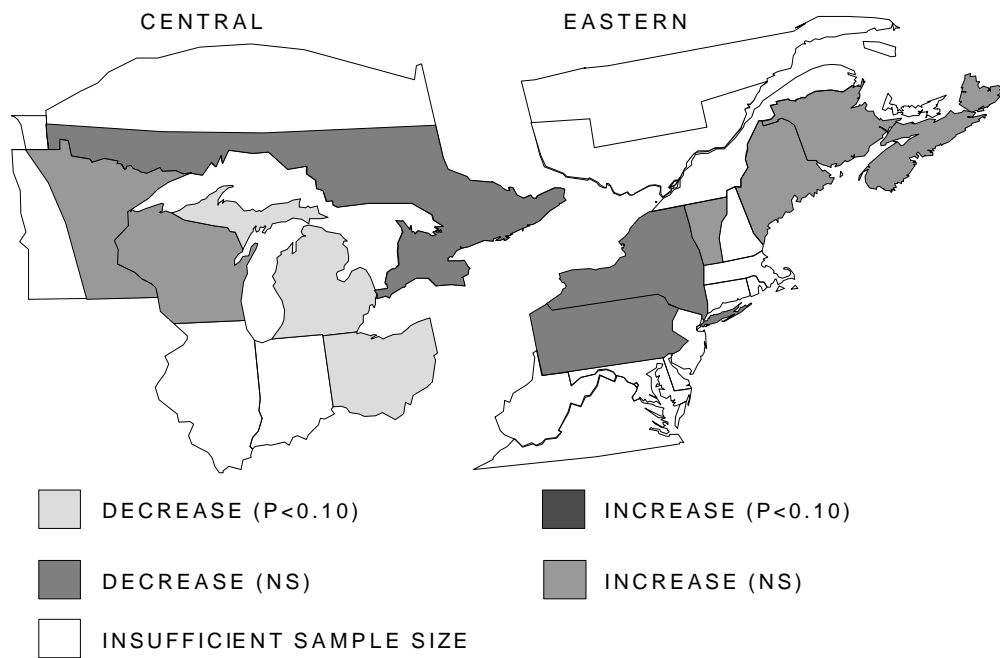 CENTRAL
EASTERN
DECREASE (P<0.10)
INCREASE (P<0.10)
DECREASE (NS)
INCREASE (NS)
INSUFFICIENT SAMPLE SIZE